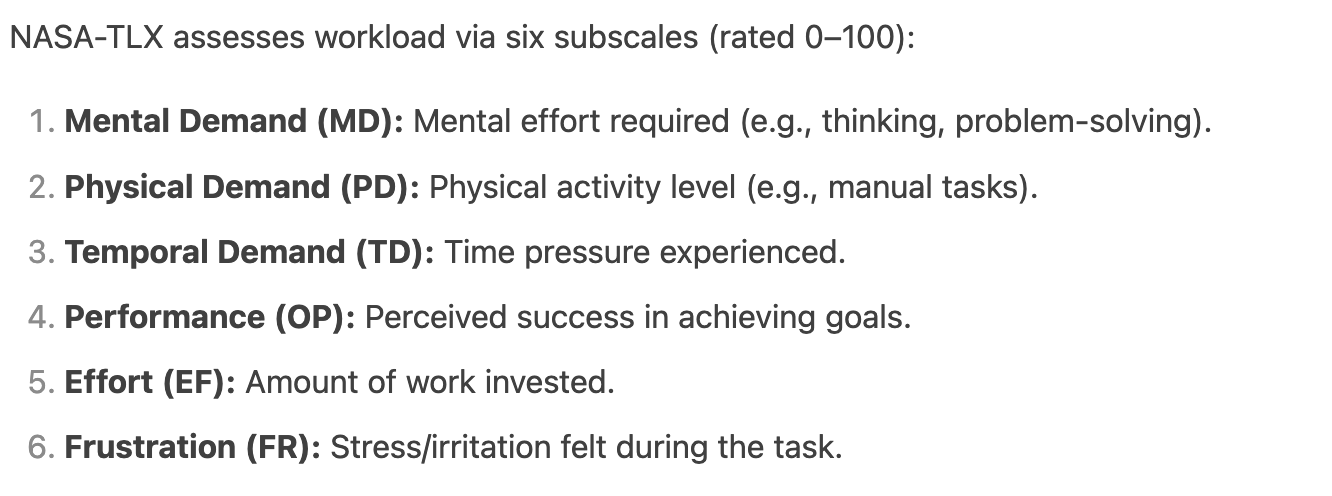 NASA-TLX assesses workload via six subscales (rated 0–100):
1. Mental Demand (MD): Mental effort required (e.g., thinking, problem-solving).
2. Physical Demand (PD): Physical activity level (e.g., manual tasks).
3. Temporal Demand (TD): Time pressure experienced.
4. Performance (OP): Perceived success in achieving goals.
5. Effort (EF): Amount of work invested.
6. Frustration (FR): Stress/irritation felt during the task.